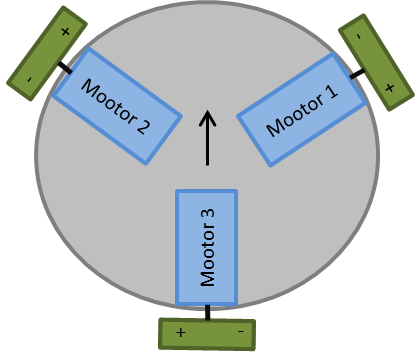 +
-
Mootor 2
-
+
Mootor 1
Mootor 3
+ -